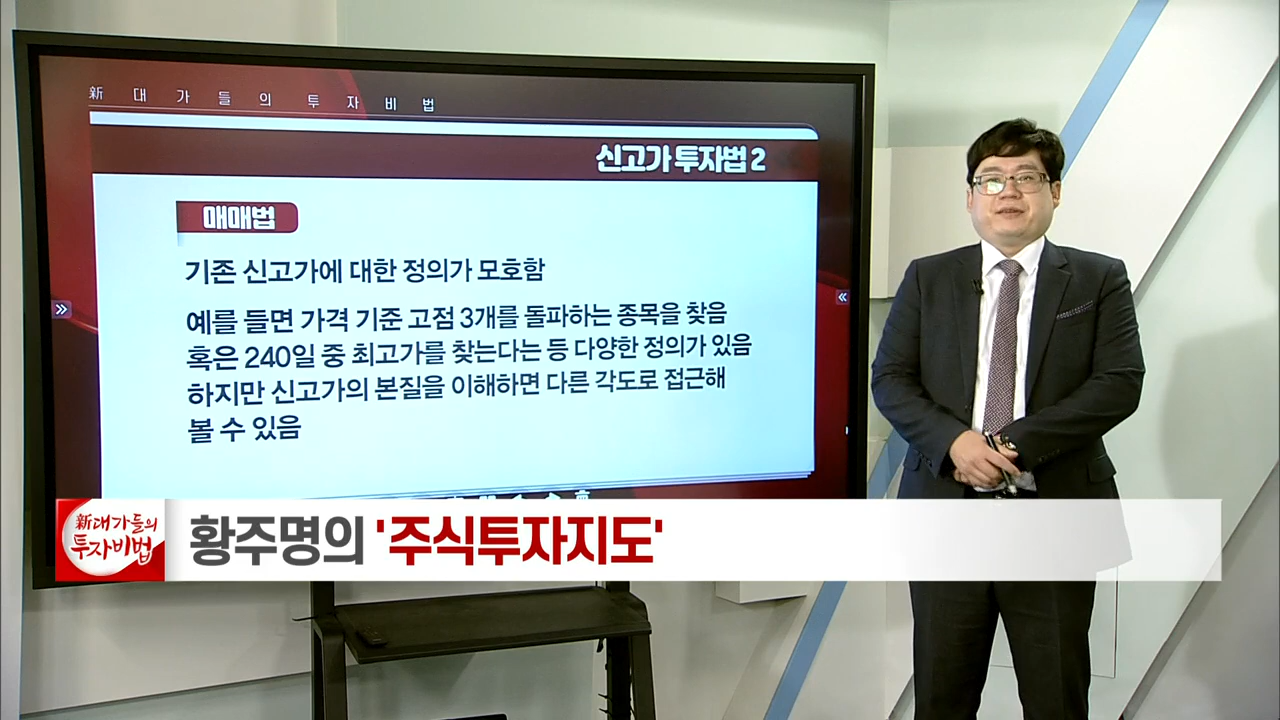 新 대 가 들 의 투 자 비 법
신고가 투자법 2
매매법
기존 신고가에 대한 정의가 모호함
예를 들면 가격 기준 고점 3개를 돌파하는 종목을 찾음
혹은 240일 중 최고가를 찾는다는 등 다양한 정의가 있음
하지만 신고가의 본질을 이해하면 다른 각도로 접근해
볼 수 있음
新대가들의
투자비법
황주명의 '주식투자지도'